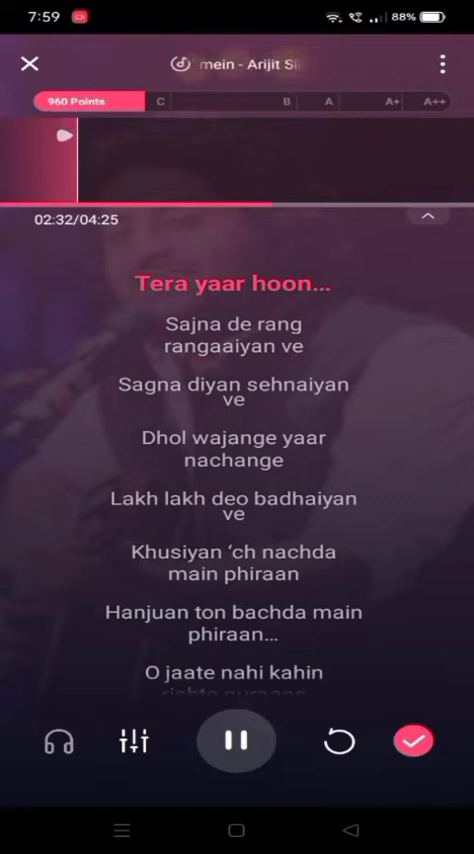 7:59
88%
mein - Arijit Si
960 Points
C
B
A
A+
A++
02:32/04:25
Tera yaar hoon...
Sajna de rang
rangaaiyan ve
Sagna diyan sehnaiyan
ve
Dhol wajange yaar
nachange
Lakh lakh deo badhaiyan
ve
Khusiyan ‘ch nachda
main phiraan
Hanjuan ton bachda main
phiraan...
O jaate nahi kahin